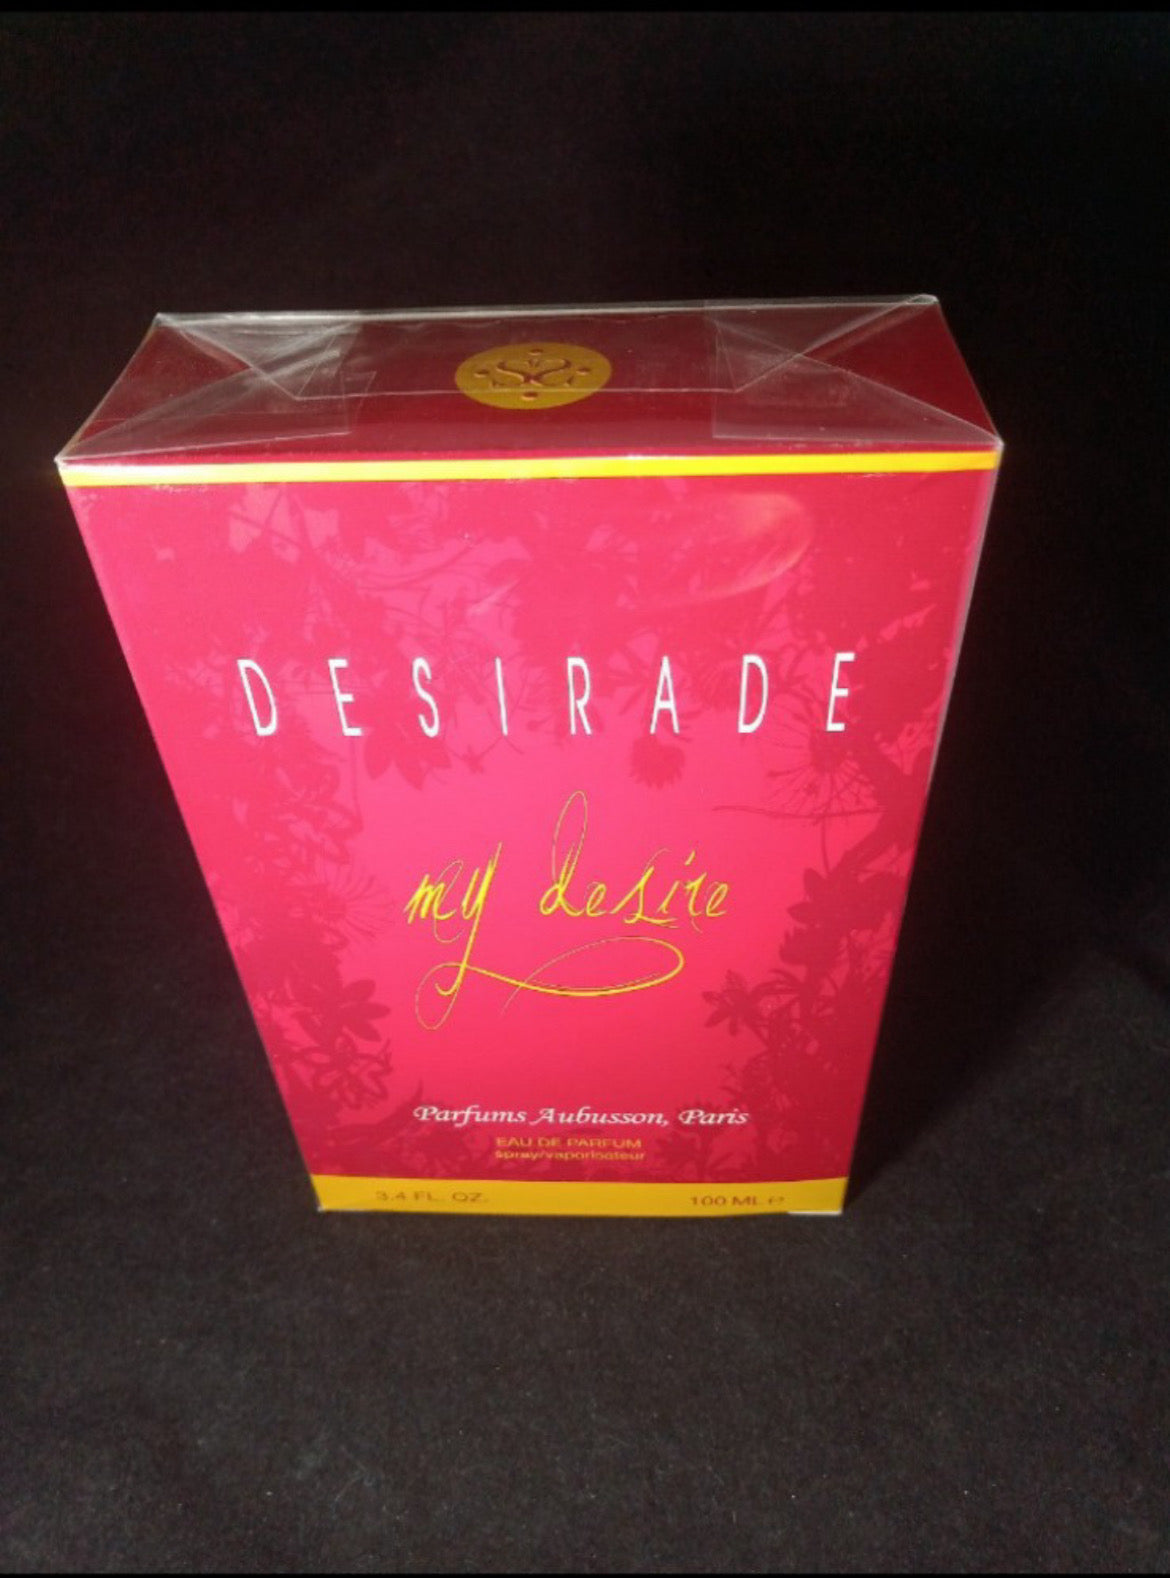 DESIRADE
my desire
Parfums Aubusson, Paris
EAU DE PARFUM
spray/vaporisateur
3.4 FL. OZ. 100 ML ℮